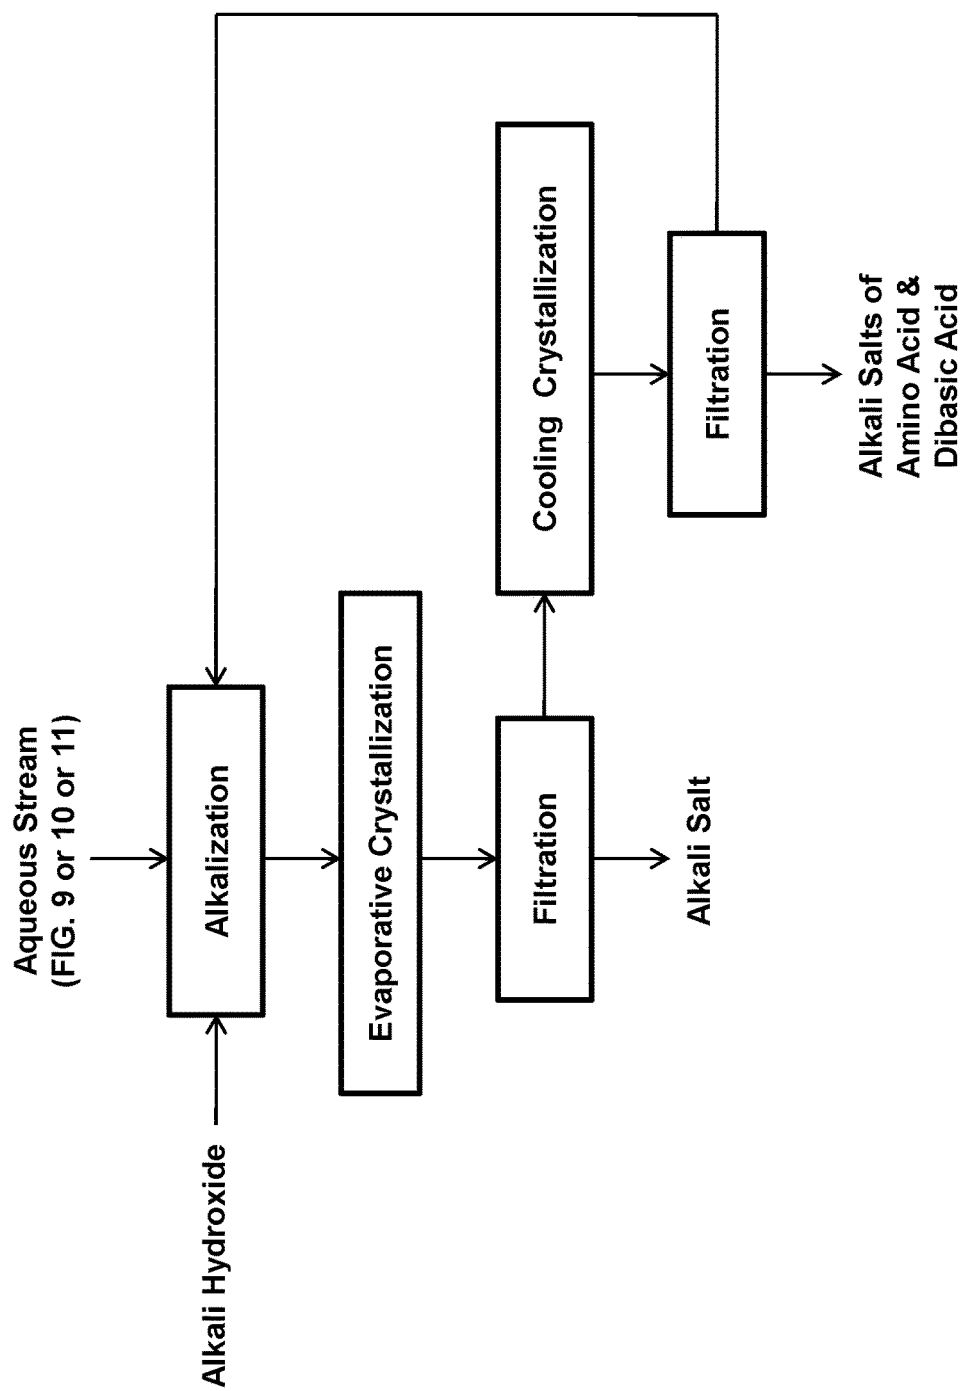 Aqueous Stream
(FIG. 9 or 10 or 11)
Alkali Hydroxide
Alkalization
Evaporative Crystallization
Filtration
Alkali Salt
Cooling Crystallization
Filtration
Alkali Salts of
Amino Acid &
Dibasic Acid